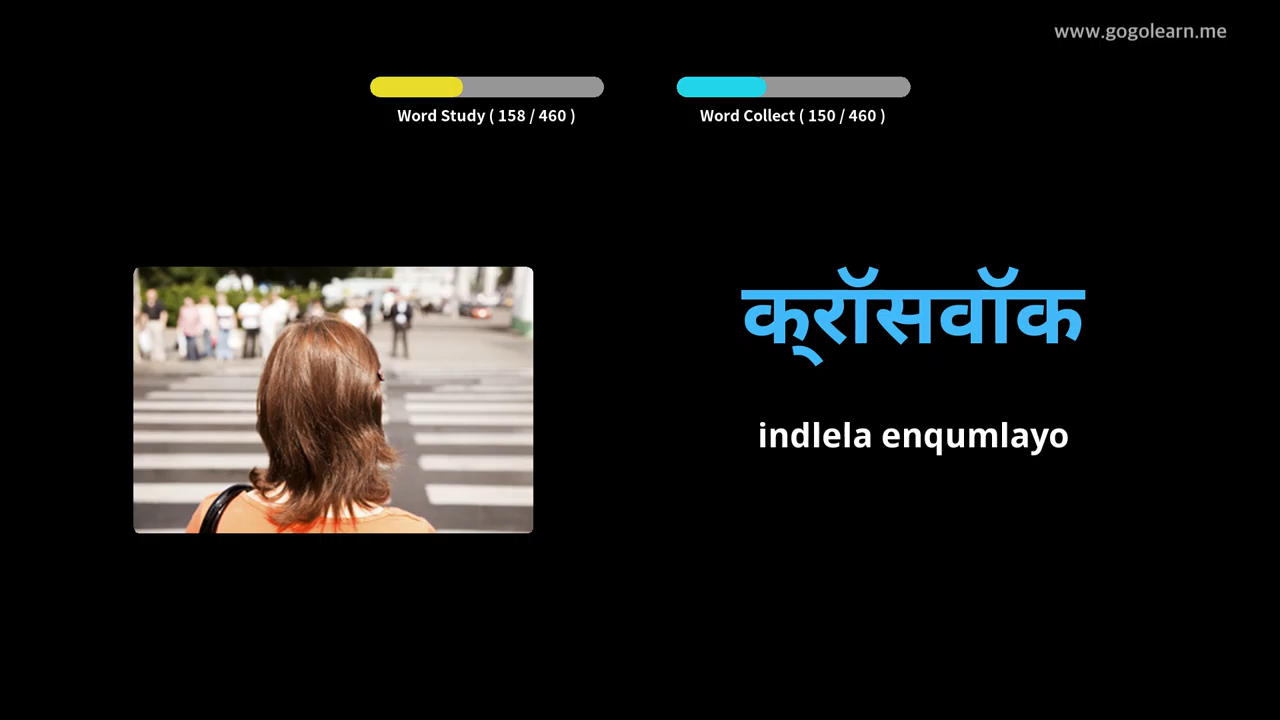 www.gogolearn.me
Word Study ( 158 / 460 )
Word Collect ( 150 / 460 )
क्रॉसवॉक
indlela enqumlayo